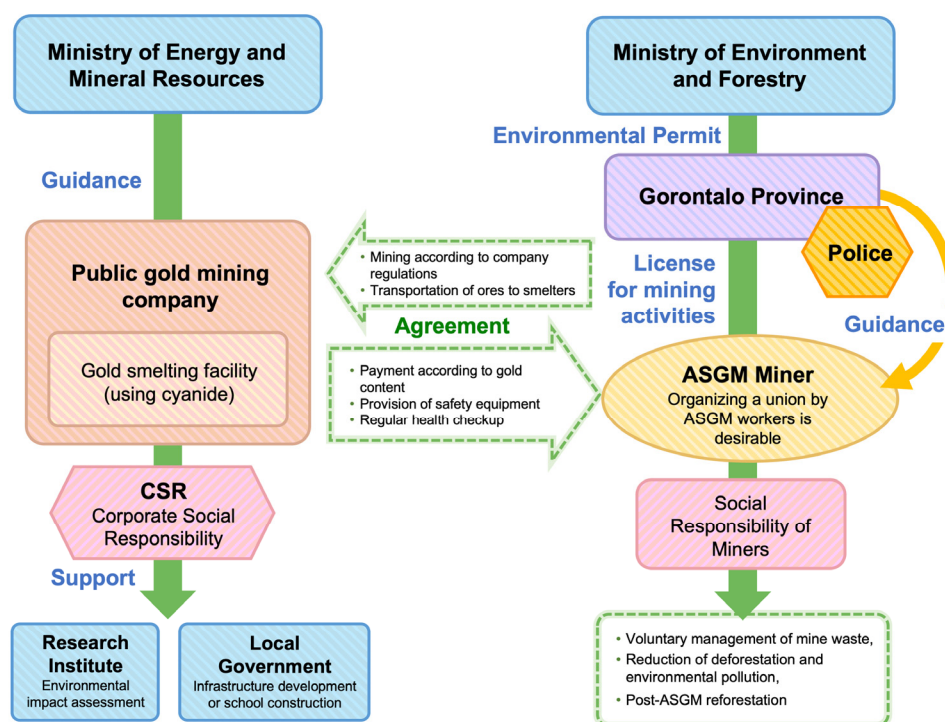 Ministry of Energy and
Mineral Resources
Ministry of Environment
and Forestry
Guidance
Environmental Permit
Gorontalo Province
Police
Public gold mining
company
Gold smelting facility
(using cyanide)
• Mining according to company
regulations
• Transportation of ores to smelters
License
for mining
activities
Guidance
Agreement
• Payment according to gold
content
• Provision of safety equipment
• Regular health checkup
ASGM Miner
Organizing a union by
ASGM workers is
desirable
CSR
Corporate Social
Responsibility
Social
Responsibility of
Miners
Support
Research
Institute
Environmental
impact assessment
Local
Government
Infrastructure development
or school construction
• Voluntary management of mine waste,
• Reduction of deforestation and
environmental pollution,
• Post-ASGM reforestation